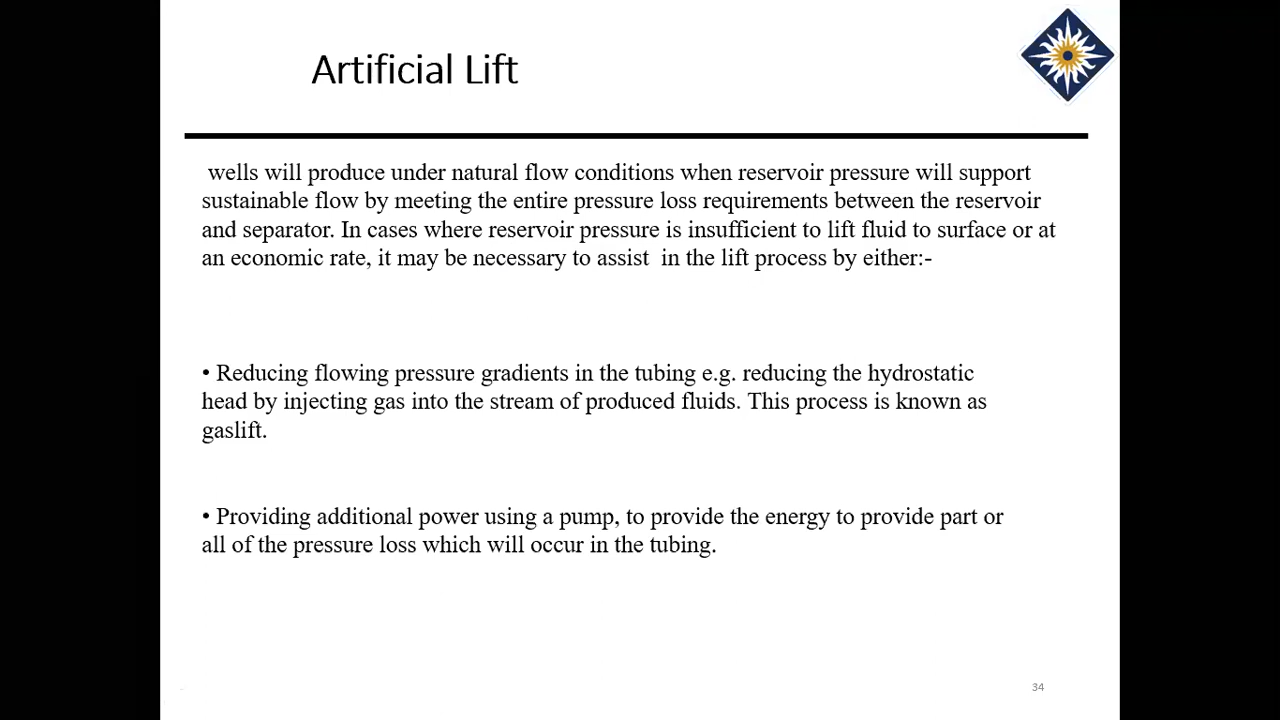 Artificial Lift
wells will produce under natural flow conditions when reservoir pressure will support
sustainable flow by meeting the entire pressure loss requirements between the reservoir
and separator. In cases where reservoir pressure is insufficient to lift fluid to surface or at
an economic rate, it may be necessary to assist  in the lift process by either:-
• Reducing flowing pressure gradients in the tubing e.g. reducing the hydrostatic
head by injecting gas into the stream of produced fluids. This process is known as
gaslift.
• Providing additional power using a pump, to provide the energy to provide part or
all of the pressure loss which will occur in the tubing.
34